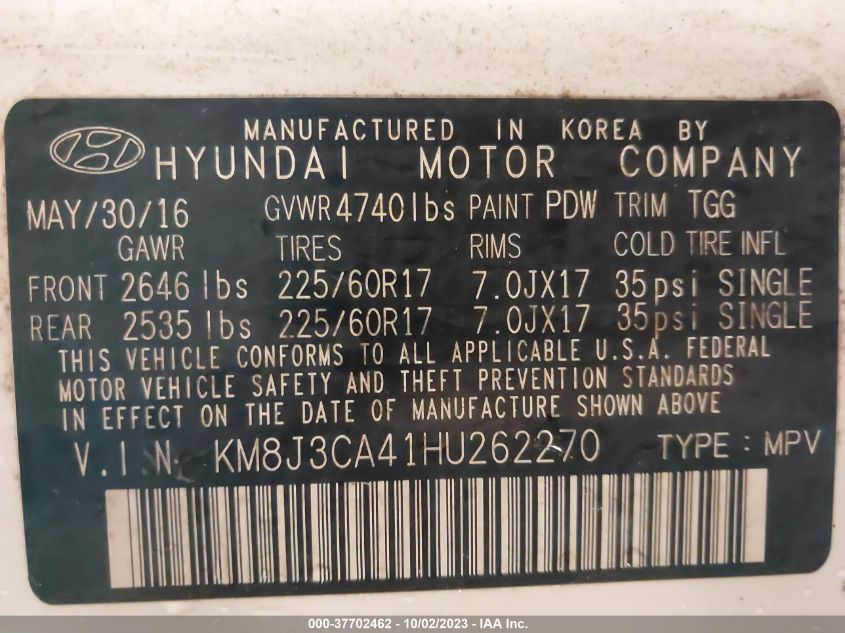 MANUFACTURED IN KOREA BY
HYUNDAI MOTOR COMPANY
MAY/30/16 GVWR 4740lbs PAINT PDW TRIM TGG
GAWR TIRES RIMS COLD TIRE INFL
FRONT 2646 lbs 225/60R17 7.0JX17 35psi SINGLE
REAR 2535 lbs 225/60R17 7.0JX17 35psi SINGLE
THIS VEHICLE CONFORMS TO ALL APPLICABLE U.S.A. FEDERAL
MOTOR VEHICLE SAFETY AND THEFT PREVENTION STANDARDS
IN EFFECT ON THE DATE OF MANUFACTURE SHOWN ABOVE
V.I.N. KM8J3CA41HU262270 TYPE : MPV
000-37702462 - 10/02/2023 - IAA Inc.